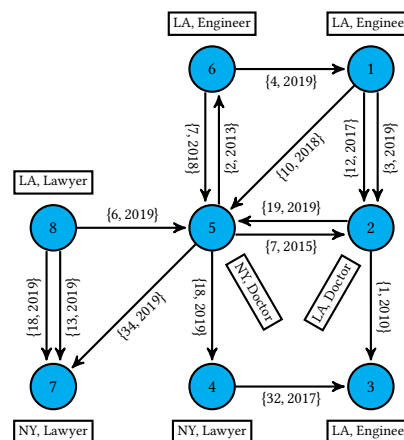 LA, Engineer
LA, Enginee
6
{4, 2019}
1
{7, 2018}
{2, 2013}
{10, 2018}
{12, 2017}
{3, 2019}
LA, Lawyer
8
{6, 2019}
5
{19, 2019}
{7, 2015}
2
NY, Doctor
LA, Doctor
{18, 2019}
{13, 2019}
{34, 2019}
{18, 2019}
{1, 2010}
7
4
{32, 2017}
3
NY, Lawyer
NY, Lawyer
LA, Enginee